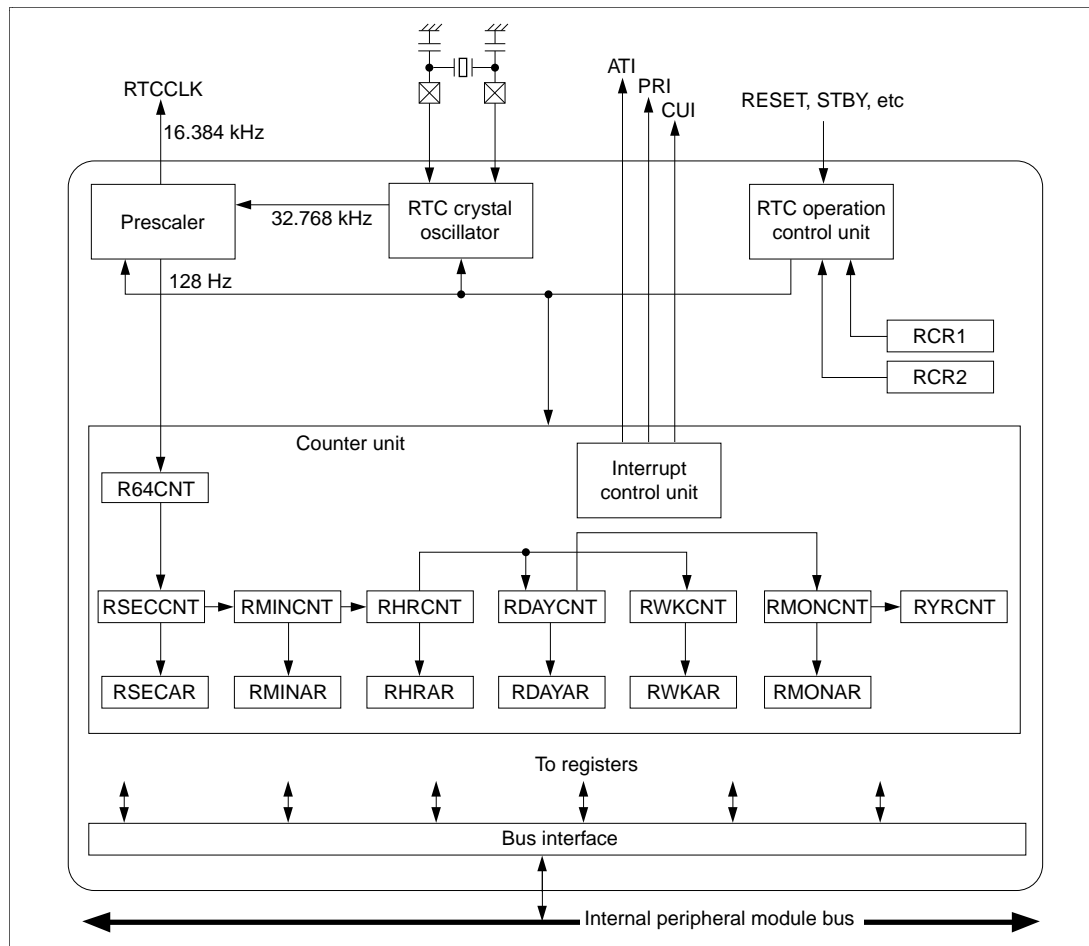 RTCCLK
16.384 kHz
ATI
PRI
CUI
RESET, STBY, etc
Prescaler
32.768 kHz
RTC crystal
oscillator
RTC operation
control unit
128 Hz
RCR1
RCR2
Counter unit
Interrupt
control unit
R64CNT
RSECCNT
RMINCNT
RHRCNT
RDAYCNT
RWKCNT
RMONCNT
RYRCNT
RSECAR
RMINAR
RHRAR
RDAYAR
RWKAR
RMONAR
To registers
Bus interface
Internal peripheral module bus